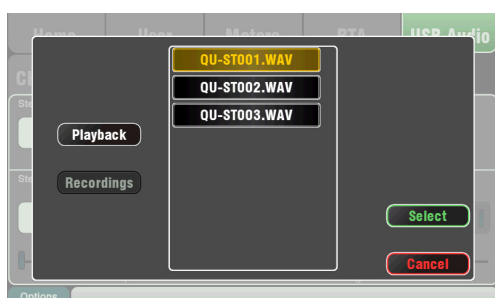 Home User Meters RTA USB Audio
QU-ST001.WAV
QU-ST002.WAV
QU-ST003.WAV
Playback
Recordings
Select
Cancel
Options